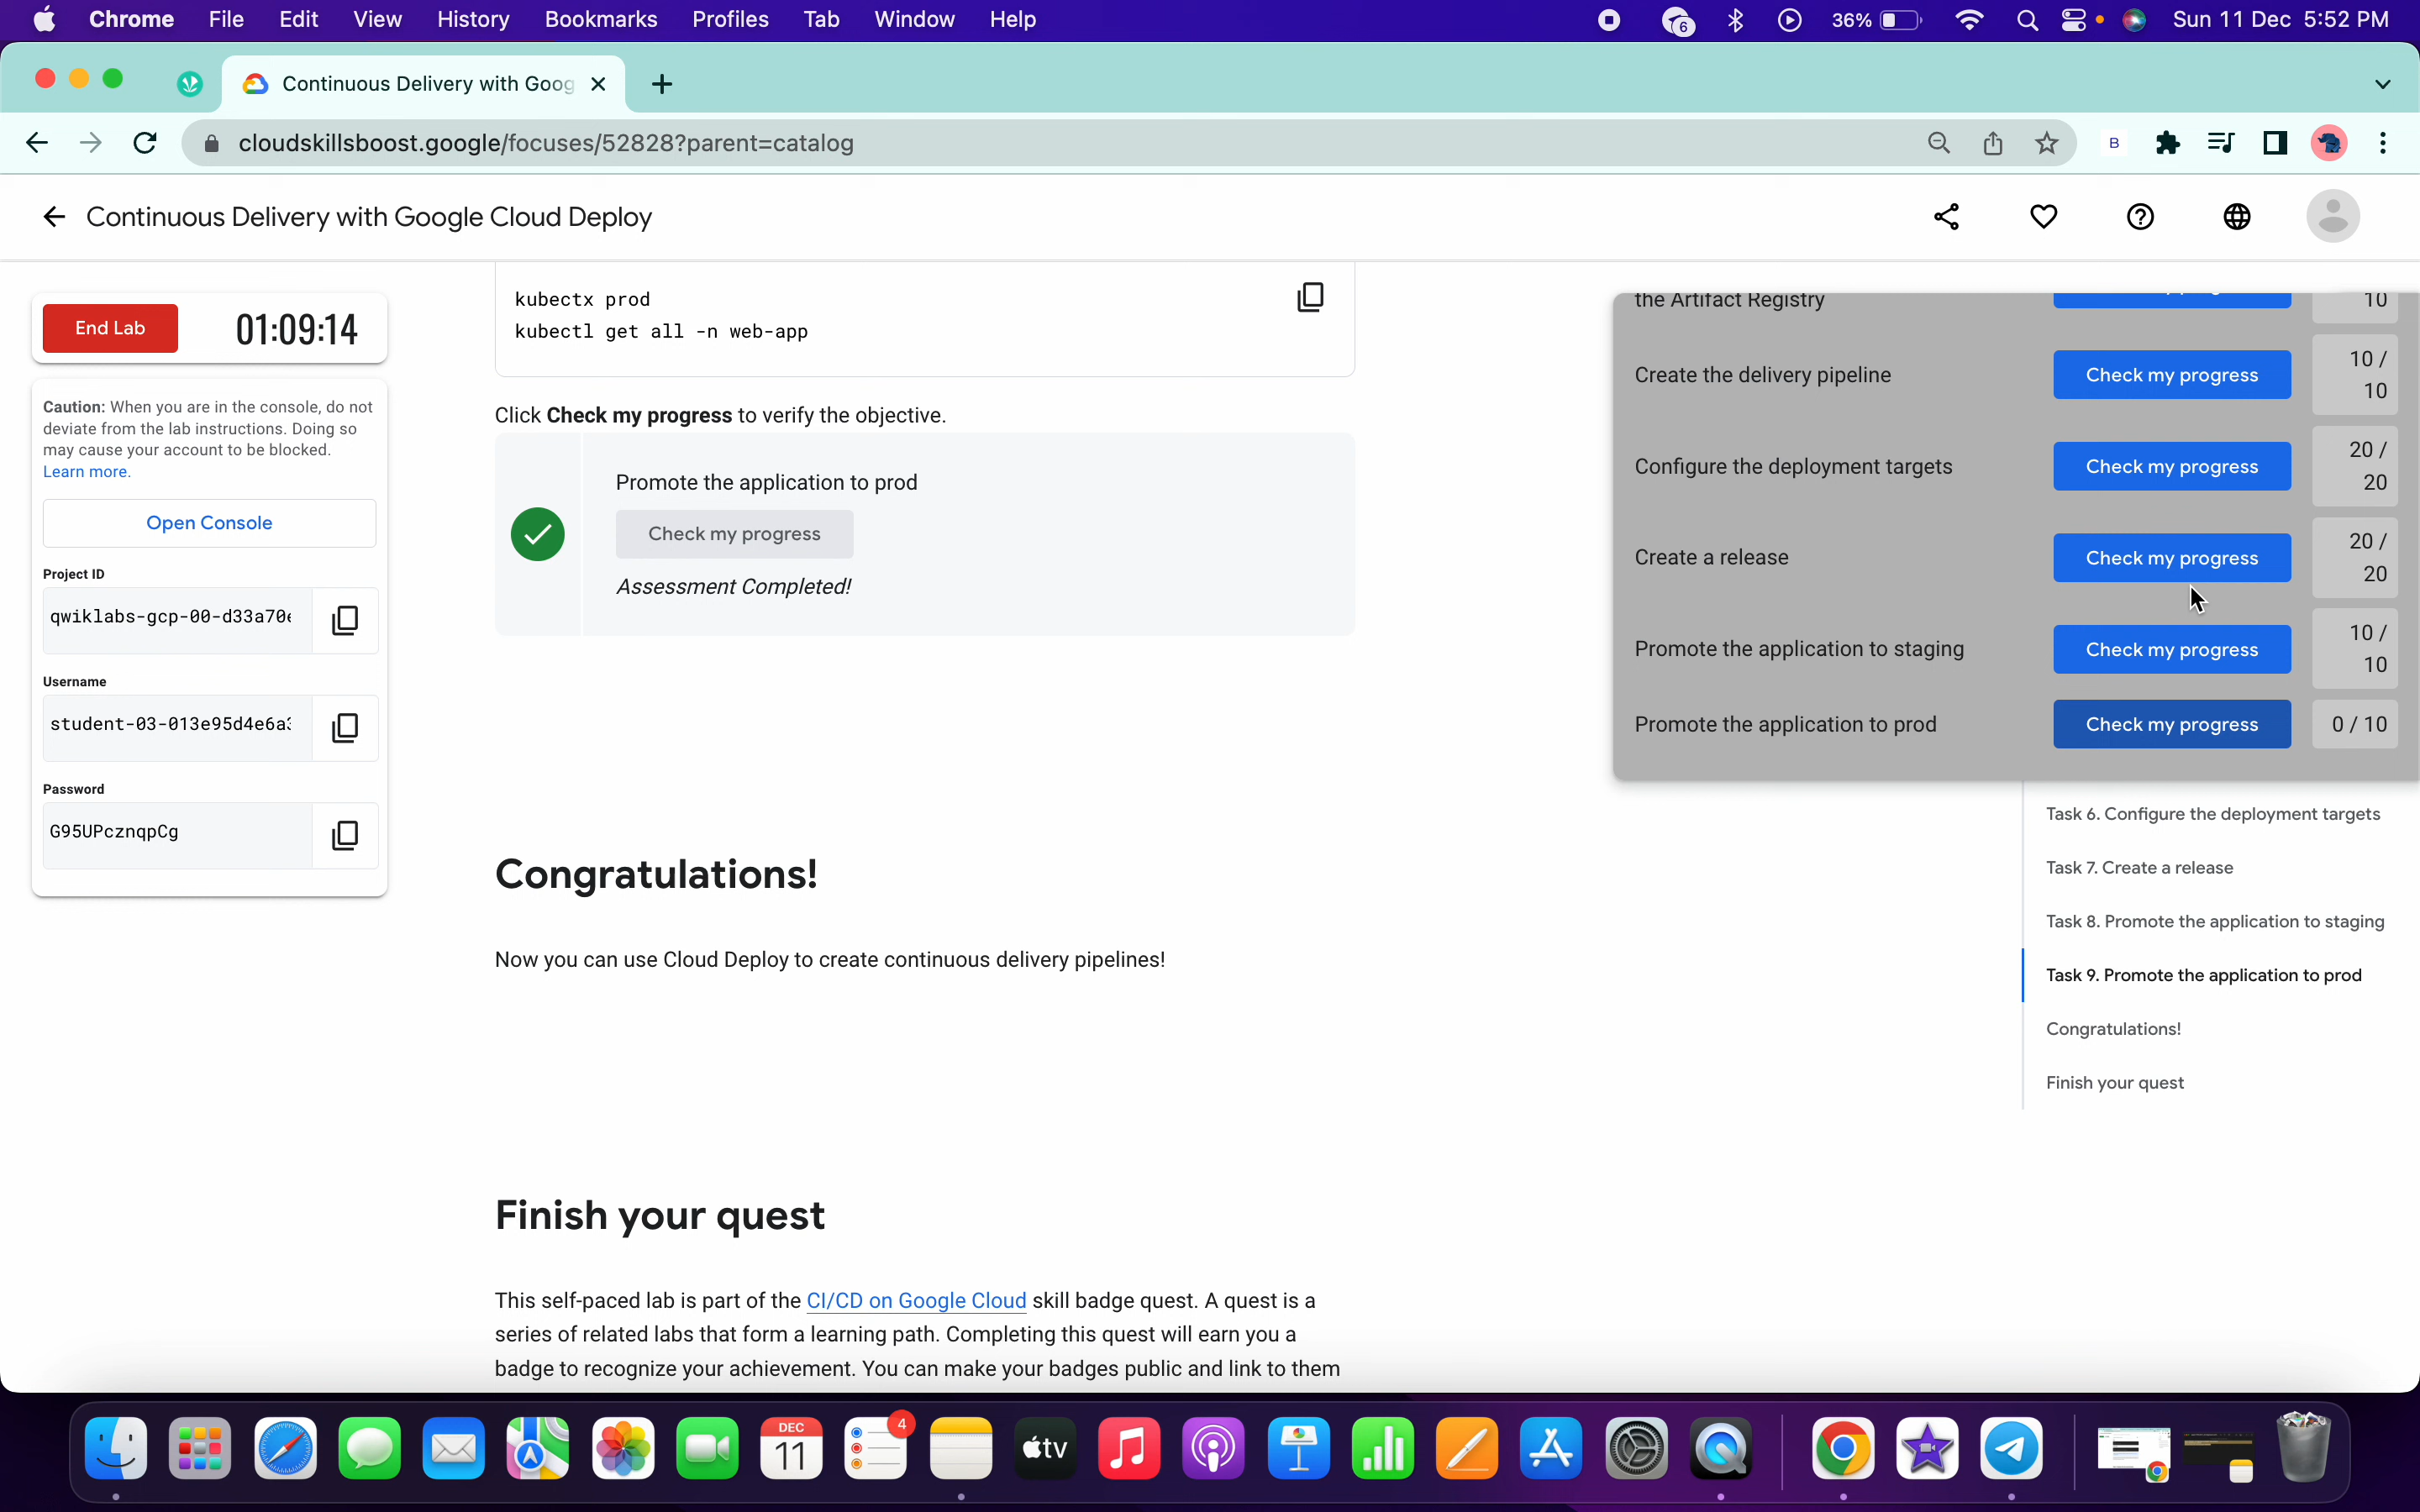 Chrome File Edit View History Bookmarks Profiles Tab Window Help 6 36% Sun 11 Dec 5:52 PM
Continuous Delivery with Goog
cloudskillsboost.google/focuses/52828?parent=catalog B
Continuous Delivery with Google Cloud Deploy
End Lab 01:09:14
Caution: When you are in the console, do not
deviate from the lab instructions. Doing so
may cause your account to be blocked.
Learn more.
Open Console
Project ID
qwiklabs-gcp-00-d33a70e
Username
student-03-013e95d4e6a3
Password
G95UPcznqpCg
kubectx prod
kubectl get all -n web-app
Click Check my progress to verify the objective.
Promote the application to prod
Check my progress
Assessment Completed!
Congratulations!
Now you can use Cloud Deploy to create continuous delivery pipelines!
Finish your quest
This self-paced lab is part of the CI/CD on Google Cloud skill badge quest. A quest is a
series of related labs that form a learning path. Completing this quest will earn you a
badge to recognize your achievement. You can make your badges public and link to them
the Artifact Registry 10
Create the delivery pipeline Check my progress 10 /
10
Configure the deployment targets Check my progress 20 /
20
Create a release Check my progress 20 /
20
Promote the application to staging Check my progress 10 /
10
Promote the application to prod Check my progress 0 / 10
Task 6. Configure the deployment targets
Task 7. Create a release
Task 8. Promote the application to staging
Task 9. Promote the application to prod
Congratulations!
Finish your quest
DEC
11
4
tv